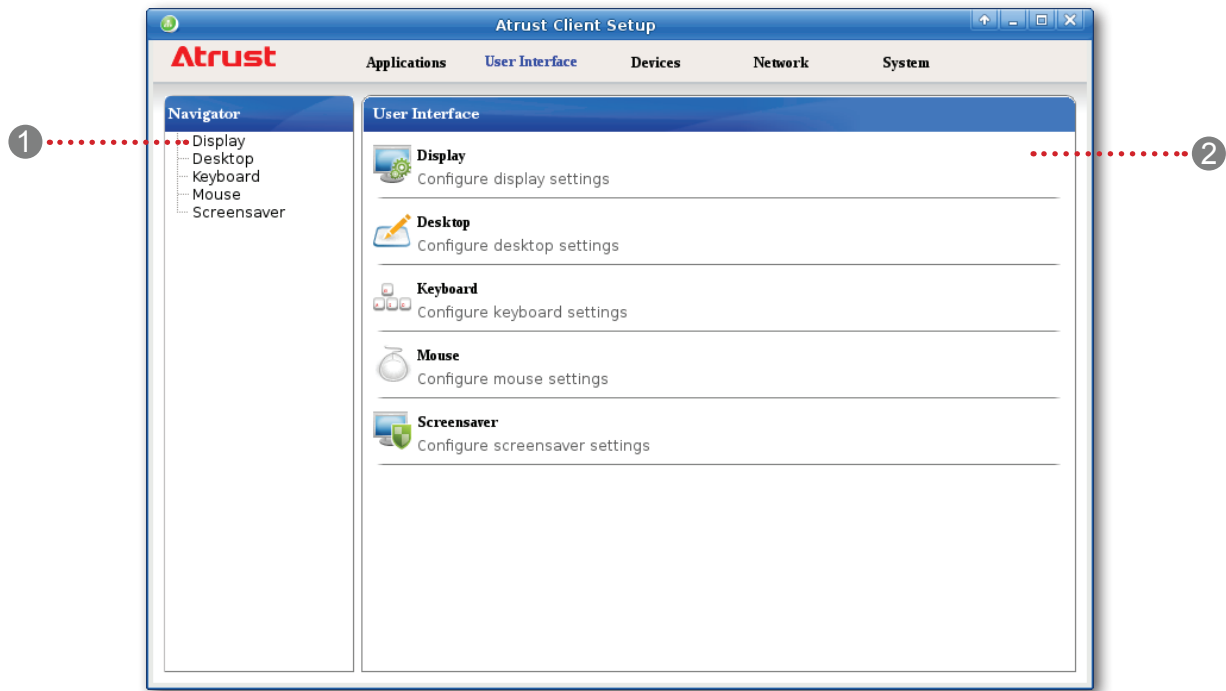 Atrust Client Setup
Atrust
Applications User Interface Devices Network System
Navigator
Display
Desktop
Keyboard
Mouse
Screensaver
User Interface
Display
Configure display settings
Desktop
Configure desktop settings
Keyboard
Configure keyboard settings
Mouse
Configure mouse settings
Screensaver
Configure screensaver settings
1
2